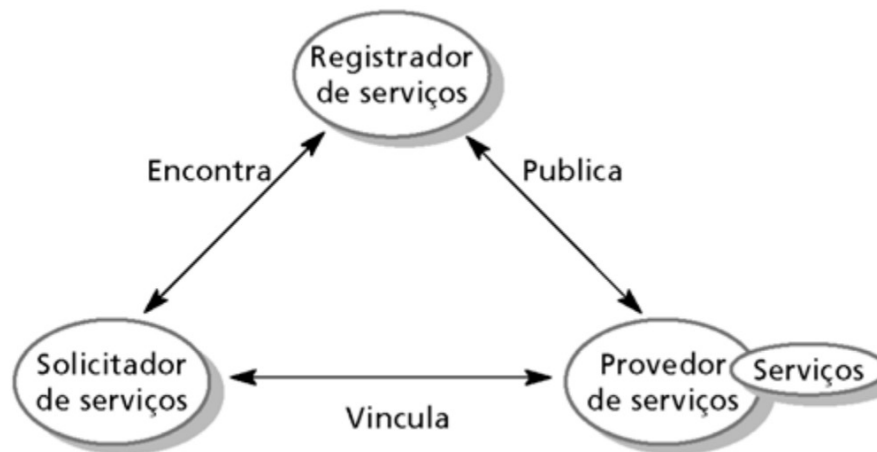 Registrador
de serviços
Encontra
Publica
Solicitador
de serviços
Vincula
Provedor
de serviços
Serviços